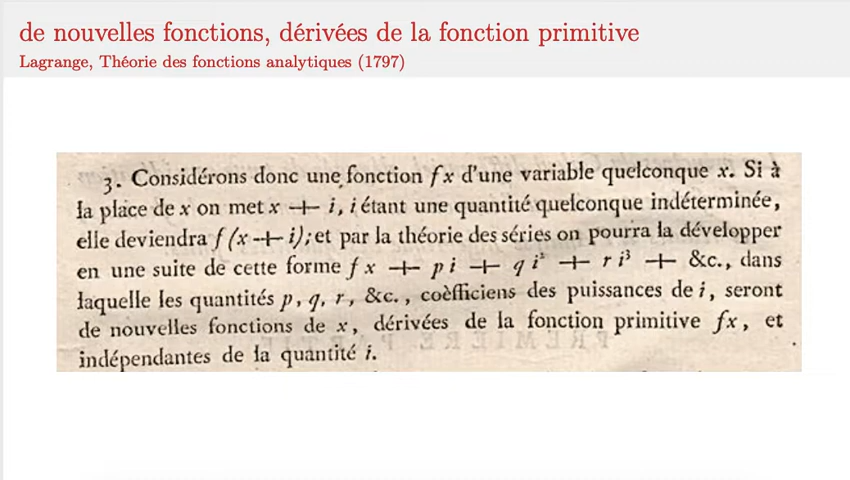 de nouvelles fonctions, dérivées de la fonction primitive
Lagrange, Théorie des fonctions analytiques (1797)
3. Considérons donc une fonction fx d'une variable quelconque x. Si à
la place de x on met x + i, i étant une quantité quelconque indéterminée,
elle deviendra f(x+i); et par la théorie des séries on pourra la développer
en une suite de cette forme fx + pi + qi² + ri³ + &c., dans
laquelle les quantités p, q, r, &c., coèfficiens des puissances de i, seront
de nouvelles fonctions de x, dérivées de la fonction primitive fx, et
indépendantes de la quantité i.